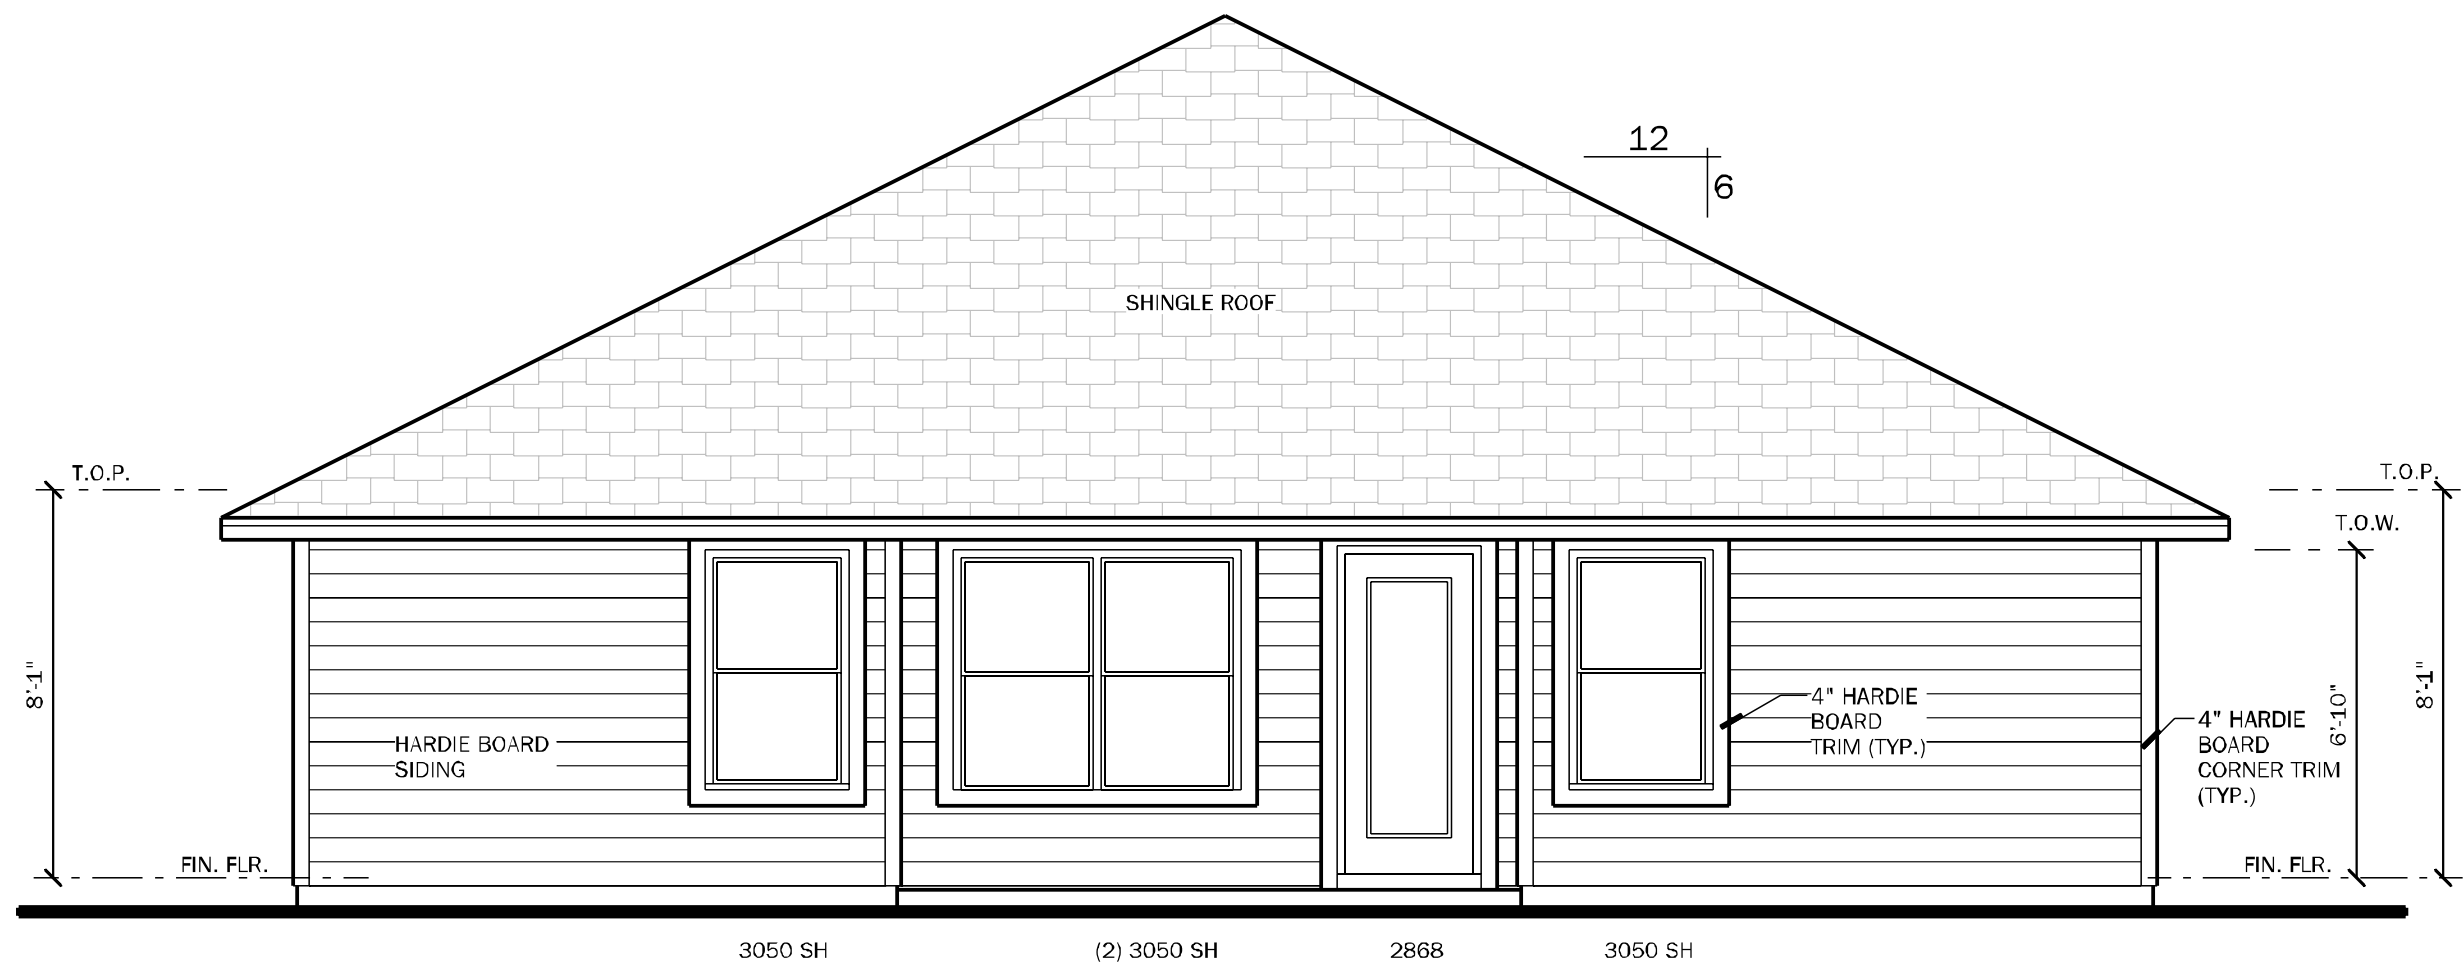 12
6
SHINGLE ROOF
T.O.P.
T.O.P.
T.O.W.
8'-1"
8'-1"
6'-10"
4" HARDIE
BOARD
TRIM (TYP.)
4" HARDIE
BOARD
CORNER TRIM
(TYP.)
HARDIE BOARD
SIDING
FIN. FLR.
FIN. FLR.
3050 SH
(2) 3050 SH
2868
3050 SH